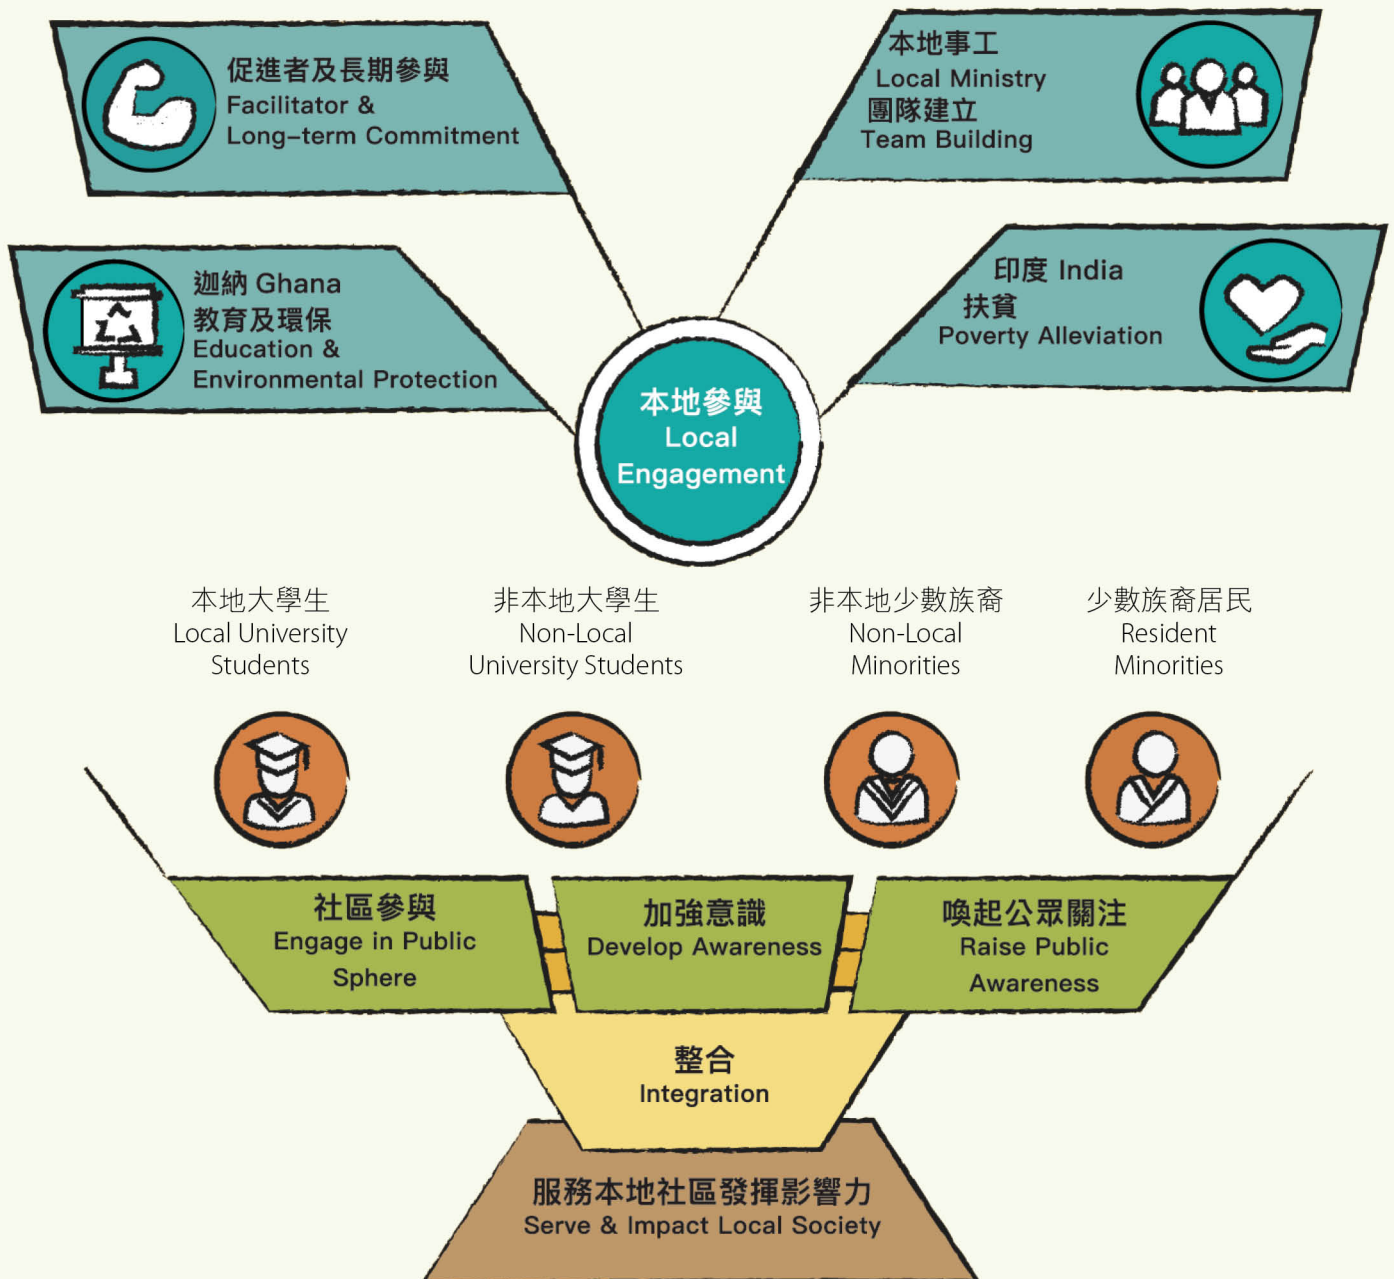 促進者及長期參與
Facilitator &
Long-term Commitment
本地事工
Local Ministry
團隊建立
Team Building
迦納 Ghana
教育及環保
Education &
Environmental Protection
印度 India
扶貧
Poverty Alleviation
本地參與
Local
Engagement
本地大學生
Local University
Students
非本地大學生
Non-Local
University Students
非本地少數族裔
Non-Local
Minorities
少數族裔居民
Resident
Minorities
社區參與
Engage in Public
Sphere
加強意識
Develop Awareness
喚起公眾關注
Raise Public
Awareness
整合
Integration
服務本地社區發揮影響力
Serve & Impact Local Society